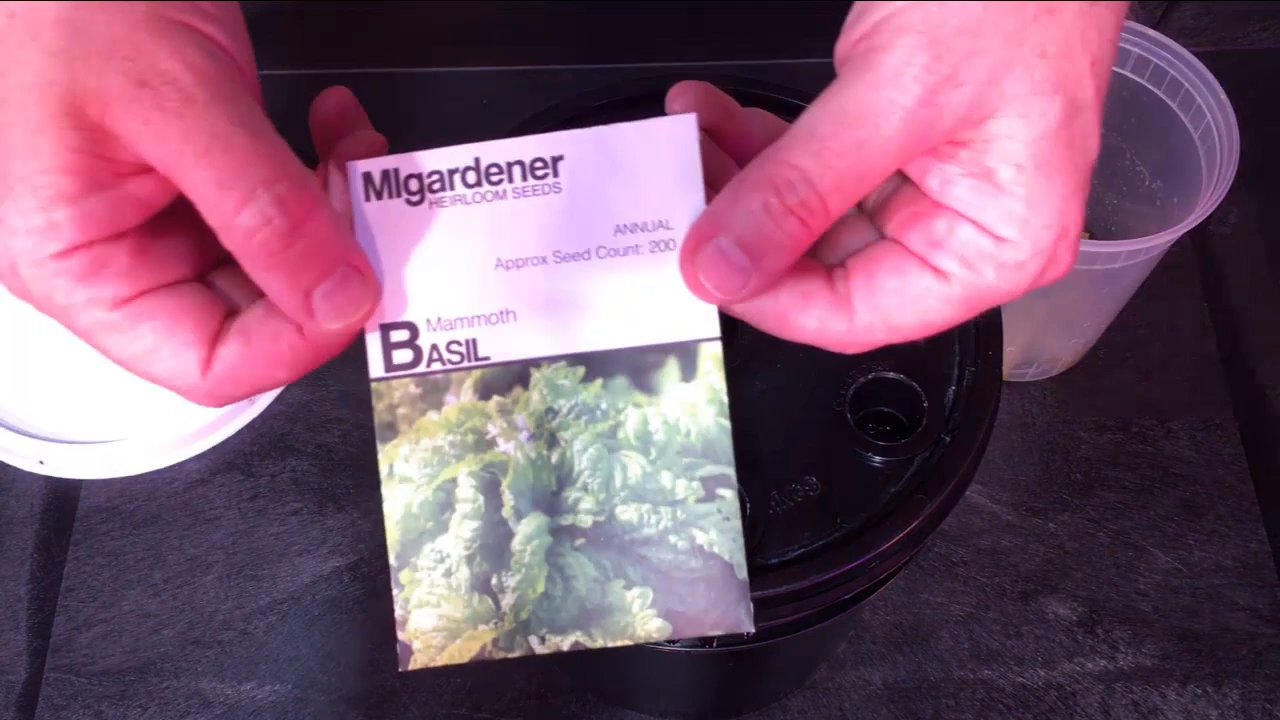 MIgardener
HEIRLOOM SEEDS
ANNUAL
Approx Seed Count: 200
Mammoth
BASIL